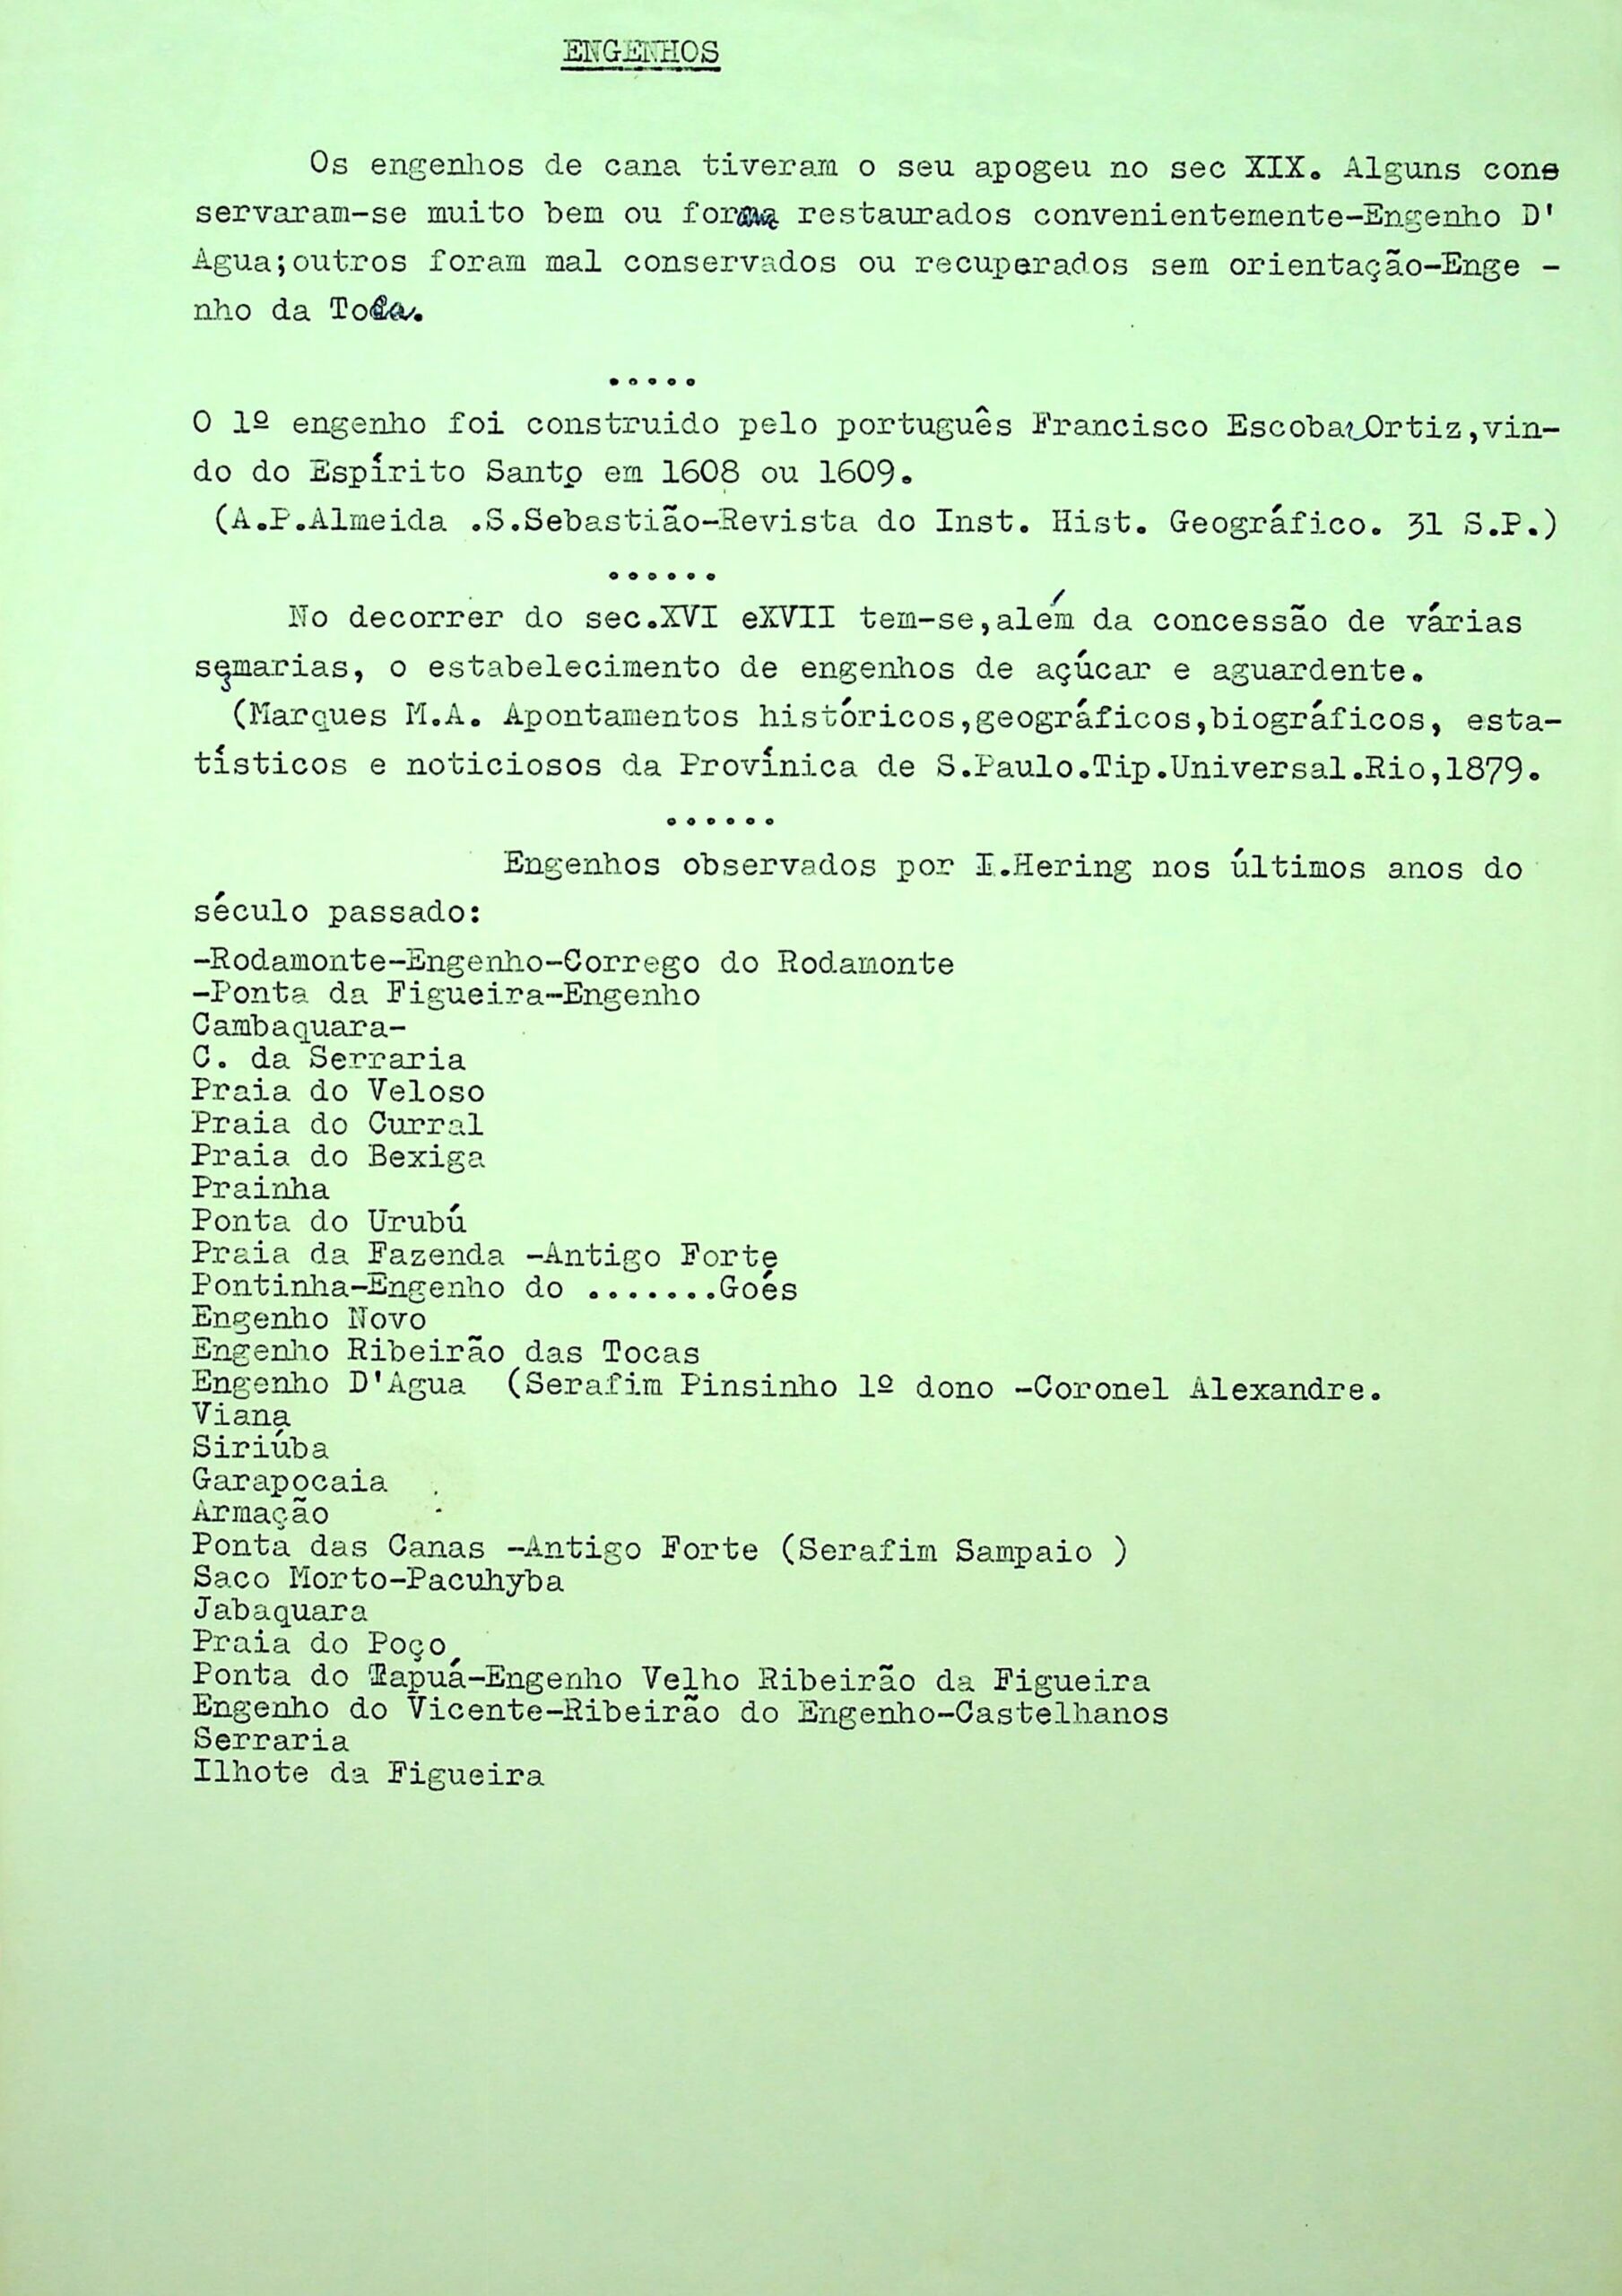 ENGENHOS
Os engenhos de cana tiveram o seu apogeu no sec XIX. Alguns cons
servaram-se muito bem ou foram restaurados convenientemente-Engenho D'
Agua;outros foram mal conservados ou recuperados sem orientação-Enge -
nho da Toca.
.....
O 1º engenho foi construido pelo português Francisco Escobar Ortiz,vin-
do do Espírito Santo em 1608 ou 1609.
(A.P.Almeida .S.Sebastião-Revista do Inst. Hist. Geográfico. 31 S.P.)
......
No decorrer do sec.XVI eXVII tem-se,além da concessão de várias
sesmarias, o estabelecimento de engenhos de açúcar e aguardente.
(Marques M.A. Apontamentos históricos,geográficos,biográficos, esta-
tísticos e noticiosos da Provínica de S.Paulo.Tip.Universal.Rio,1879.
......
Engenhos observados por I.Hering nos últimos anos do
século passado:
-Rodamonte-Engenho-Corrego do Rodamonte
-Ponta da Figueira-Engenho
Cambaquara-
C. da Serraria
Praia do Veloso
Praia do Curral
Praia do Bexiga
Prainha
Ponta do Urubú
Praia da Fazenda -Antigo Forte
Pontinha-Engenho do .......Goés
Engenho Novo
Engenho Ribeirão das Tocas
Engenho D'Agua (Serafim Pinsinho 1º dono -Coronel Alexandre.
Viana
Siriúba
Garapocaia
Armação
Ponta das Canas -Antigo Forte (Serafim Sampaio )
Saco Morto-Pacuhyba
Jabaquara
Praia do Poço
Ponta do Tapuá-Engenho Velho Ribeirão da Figueira
Engenho do Vicente-Ribeirão do Engenho-Castelhanos
Serraria
Ilhote da Figueira